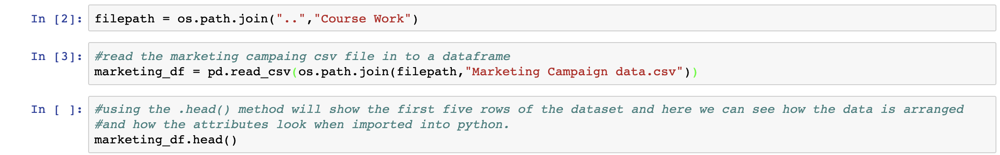 In [2]: filepath = os.path.join("..","Course Work")
In [3]: #read the marketing campaing csv file in to a dataframe
marketing_df = pd.read_csv(os.path.join(filepath,"Marketing Campaign data.csv"))
In [ ]: #using the .head() method will show the first five rows of the dataset and here we can see how the data is arranged
#and how the attributes look when imported into python.
marketing_df.head()